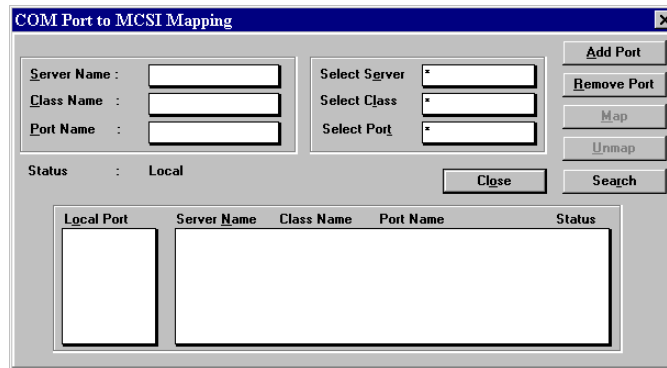 COM Port to MCSI Mapping
Server Name :
Class Name :
Port Name :
Select Server *
Select Class *
Select Port *
Add Port
Remove Port
Map
Unmap
Search
Status : Local
Close
Local Port Server Name Class Name Port Name Status